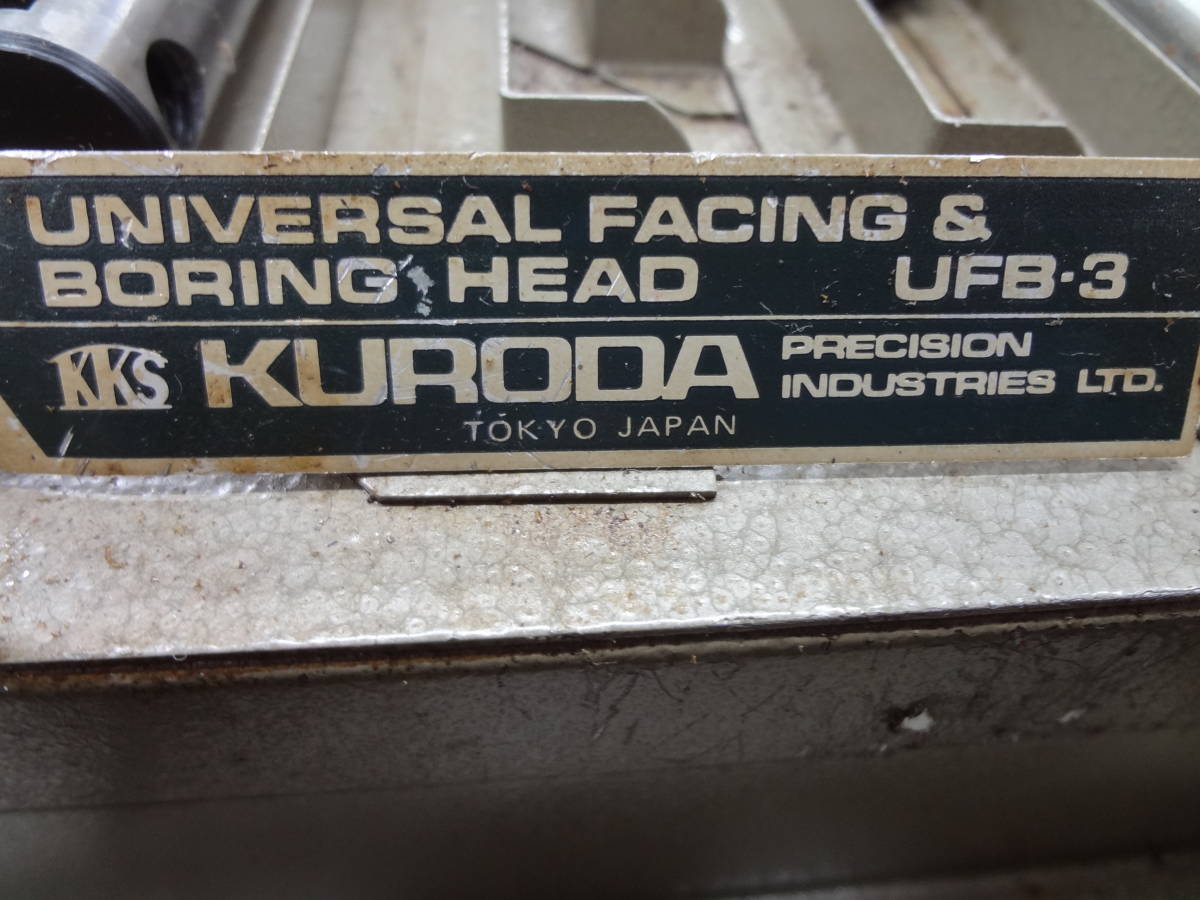 UNIVERSAL FACING &
BORING HEAD UFB-3
KKS KURODA PRECISION
INDUSTRIES LTD.
TOKYO JAPAN